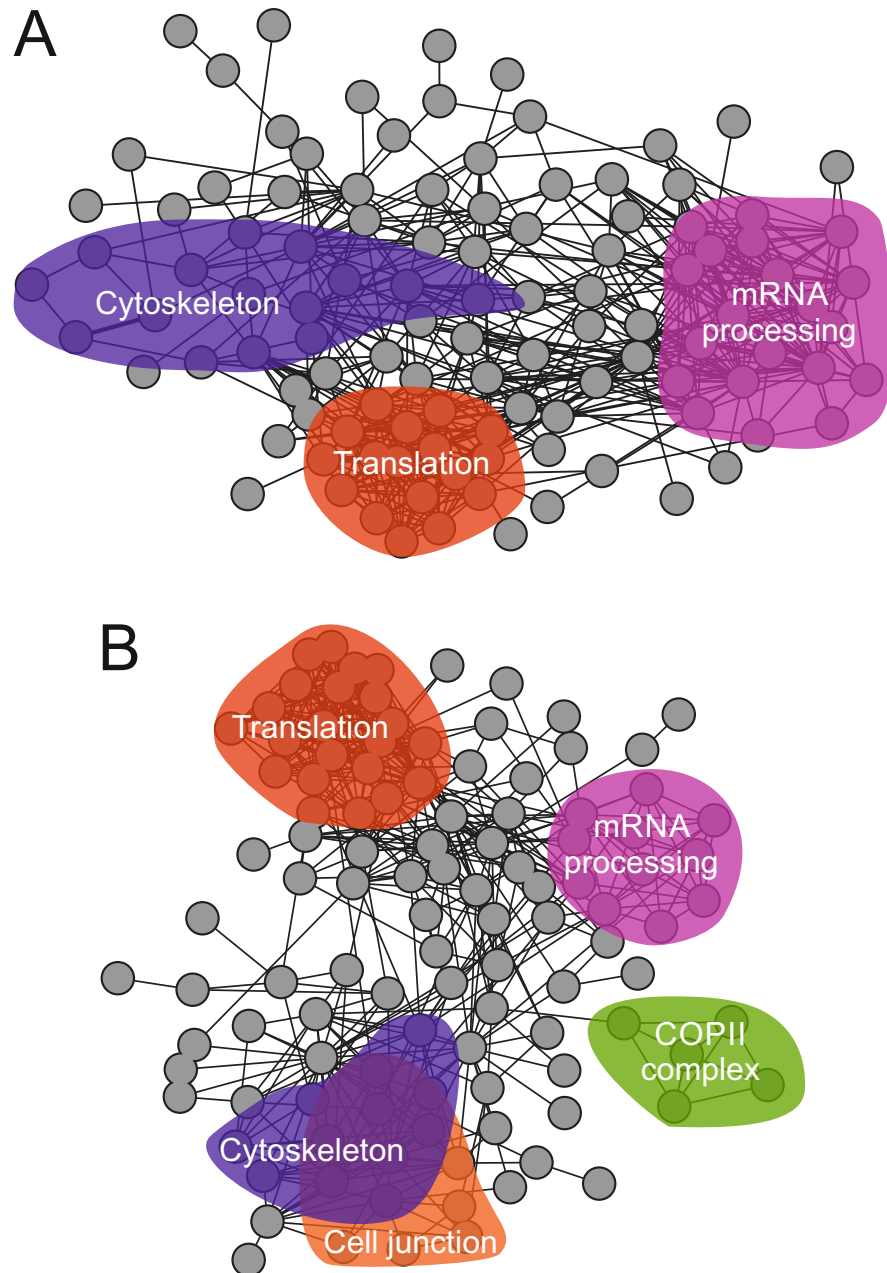 A
Cytoskeleton
mRNA
processing
Translation
B
Translation
mRNA
processing
COPII
complex
Cytoskeleton
Cell junction